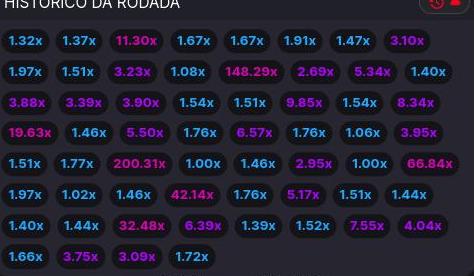 HISTÓRICO DA RODADA
1.32x 1.37x 11.30x 1.67x 1.67x 1.91x 1.47x 3.10x
1.97x 1.51x 3.23x 1.08x 148.29x 2.69x 5.34x 1.40x
3.88x 3.39x 3.90x 1.54x 1.51x 9.85x 1.54x 8.34x
19.63x 1.46x 5.50x 1.76x 6.57x 1.76x 1.06x 3.95x
1.51x 1.77x 200.31x 1.00x 1.46x 2.95x 1.00x 66.84x
1.97x 1.02x 1.46x 42.14x 1.76x 5.17x 1.51x 1.44x
1.40x 1.44x 32.48x 6.39x 1.39x 1.52x 7.55x 4.04x
1.66x 3.75x 3.09x 1.72x